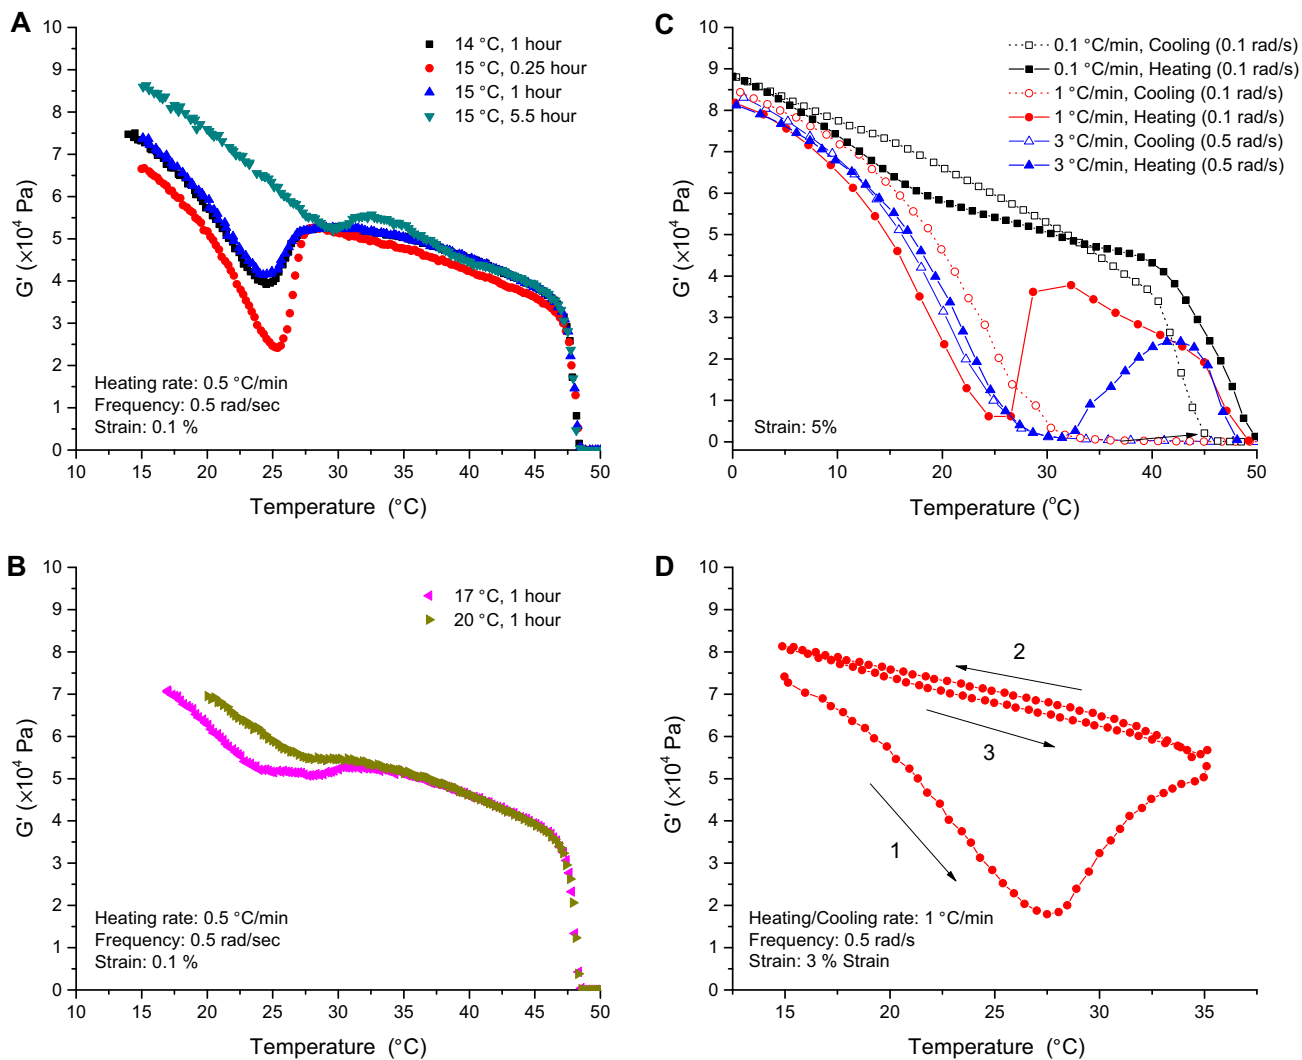 A
14 °C, 1 hour
15 °C, 0.25 hour
15 °C, 1 hour
15 °C, 5.5 hour
10
9
8
7
6
5
4
3
2
1
0
G' (×10⁴ Pa)
Heating rate: 0.5 °C/min
Frequency: 0.5 rad/sec
Strain: 0.1 %
10 15 20 25 30 35 40 45 50
Temperature (°C)
B
17 °C, 1 hour
20 °C, 1 hour
10
9
8
7
6
5
4
3
2
1
0
G' (×10⁴ Pa)
Heating rate: 0.5 °C/min
Frequency: 0.5 rad/sec
Strain: 0.1 %
10 15 20 25 30 35 40 45 50
Temperature (°C)
C
0.1 °C/min, Cooling (0.1 rad/s)
0.1 °C/min, Heating (0.1 rad/s)
1 °C/min, Cooling (0.1 rad/s)
1 °C/min, Heating (0.1 rad/s)
3 °C/min, Cooling (0.5 rad/s)
3 °C/min, Heating (0.5 rad/s)
10
9
8
7
6
5
4
3
2
1
0
G' (×10⁴ Pa)
Strain: 5%
0 10 20 30 40 50
Temperature (°C)
D
10
9
8
7
6
5
4
3
2
1
0
G' (×10⁴ Pa)
2
3
1
Heating/Cooling rate: 1 °C/min
Frequency: 0.5 rad/s
Strain: 3 % Strain
15 20 25 30 35
Temperature (°C)